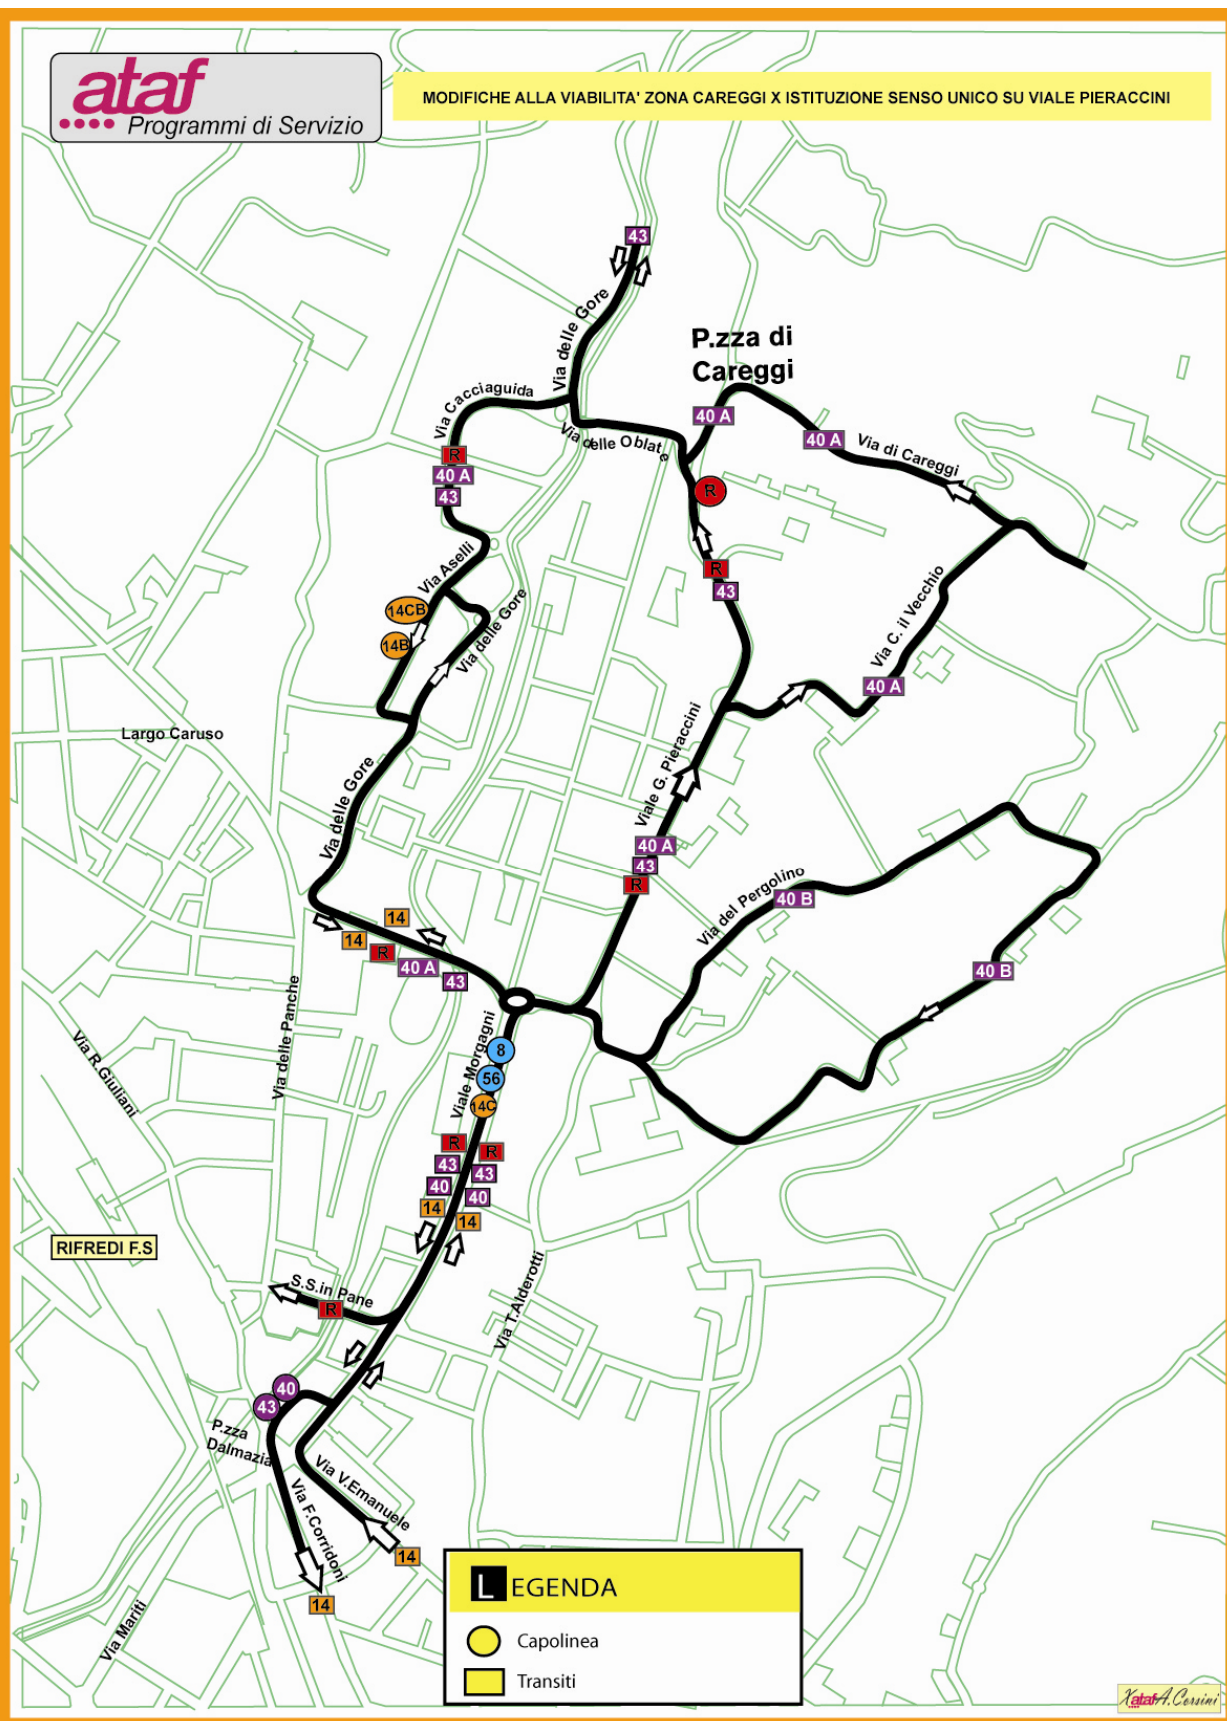 ataf
Programmi di Servizio
MODIFICHE ALLA VIABILITA' ZONA CAREGGI X ISTITUZIONE SENSO UNICO SU VIALE PIERACCINI
43
Via delle Gore
P.zza di
Careggi
Via Cacciaguida
40 A
40 A
Via delle Oblate
Via di Careggi
R
40 A
43
R
Via Aselli
R
43
14CB
14B
Via delle Gore
Via C. il Vecchio
40 A
Largo Caruso
Viale G. Pieraccini
Via delle Gore
40 A
43
R
Via del Pergolino
40 B
14
14
R
40 A
43
40 B
Via delle Panche
Via R.Giuliani
Viale Morgagni
8
56
14C
R
43
40
14
R
43
40
14
RIFREDI F.S
S.S.in Pane
R
Via T.Alderotti
40
43
P.zza
Dalmazia
Via V.Emanuele
Via F.Corridoni
14
14
Via Mariti
LEGENDA
Capolinea
Transiti
Xataf A.Corsini